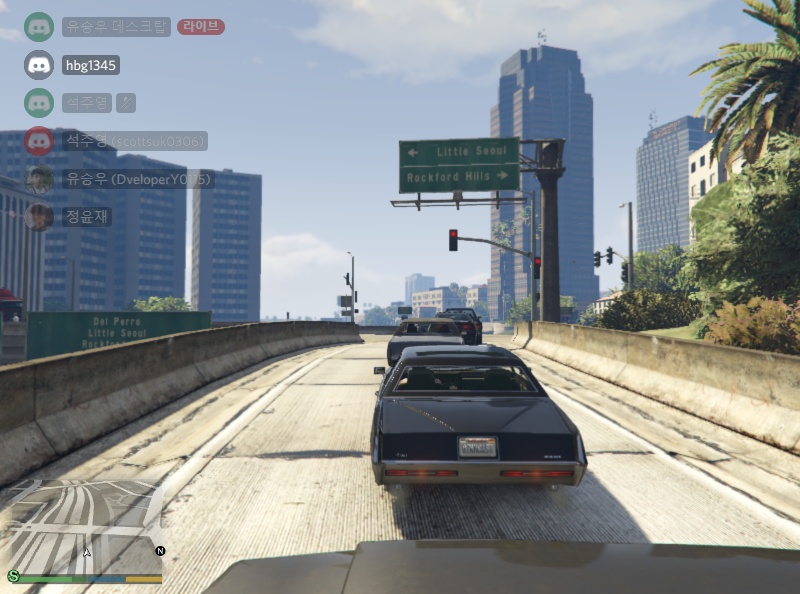 유승우 데스크탑 라이브
hbg1345
석주영
석주영 (scottsuk0306)
유승우 (DveloperY0115)
정윤재
← Little Seoul
Rockford Hills →
Del Perro
Little Seoul
N
S